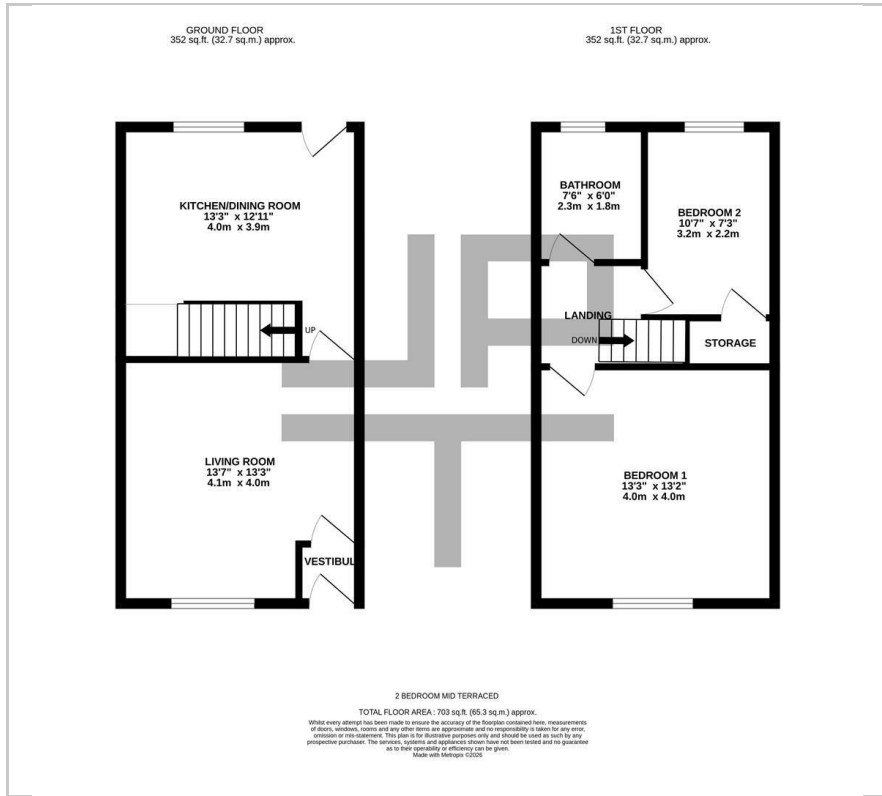 GROUND FLOOR
352 sq.ft. (32.7 sq.m.) approx.
1ST FLOOR
352 sq.ft. (32.7 sq.m.) approx.
KITCHEN/DINING ROOM
13'3" x 12'11"
4.0m x 3.9m
UP
LIVING ROOM
13'7" x 13'3"
4.1m x 4.0m
VESTIBUL
BATHROOM
7'6" x 6'0"
2.3m x 1.8m
BEDROOM 2
10'7" x 7'3"
3.2m x 2.2m
LANDING
DOWN
STORAGE
BEDROOM 1
13'3" x 13'2"
4.0m x 4.0m
2 BEDROOM MID TERRACED
TOTAL FLOOR AREA : 703 sq.ft. (65.3 sq.m.) approx.
Whilst every attempt has been made to ensure the accuracy of the floorplan contained here, measurements
of doors, windows, rooms and any other items are approximate and no responsibility is taken for any error,
omission or mis-statement. This plan is for illustrative purposes only and should be used as such by any
prospective purchaser. The services, systems and appliances shown have not been tested and no guarantee
as to their operability or efficiency can be given.
Made with Metropix ©2026